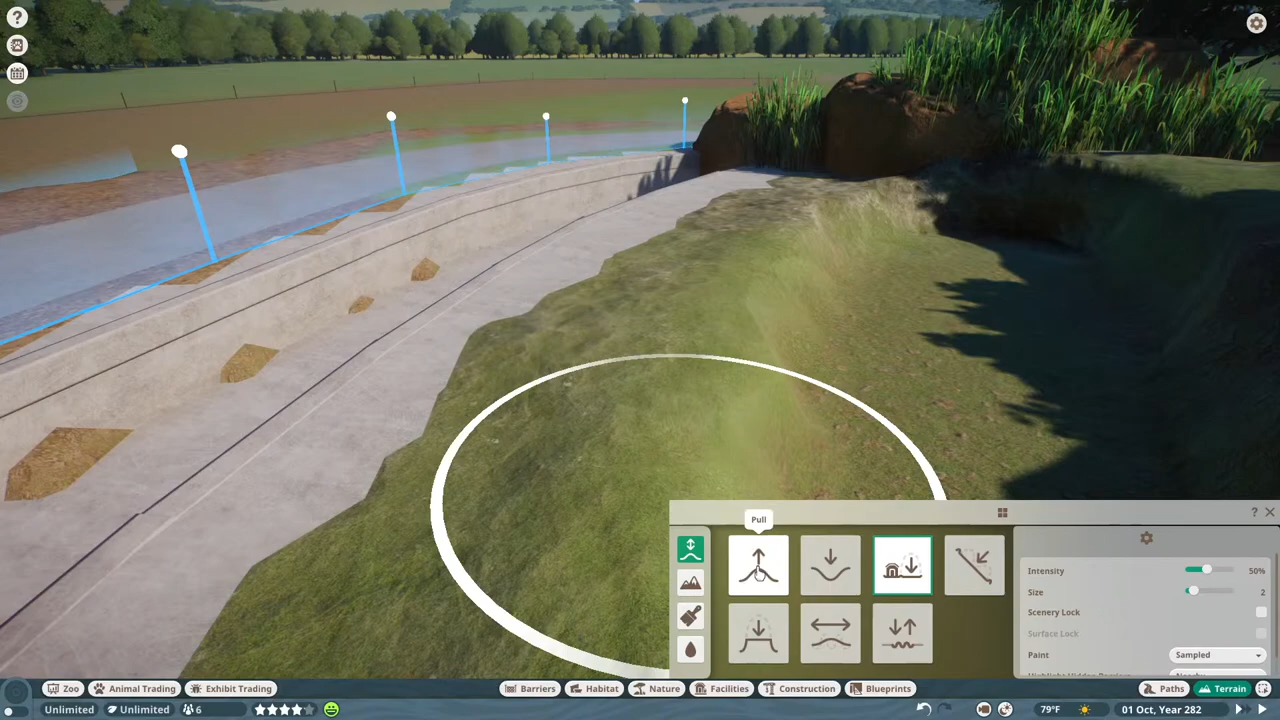 ?
Pull
?
Intensity 50%
Size 2
Scenery Lock
Surface Lock
Paint Sampled
Zoo Animal Trading Exhibit Trading Barriers Habitat Nature Facilities Construction Blueprints Paths Terrain
Unlimited Unlimited 6 79°F 01 Oct, Year 282